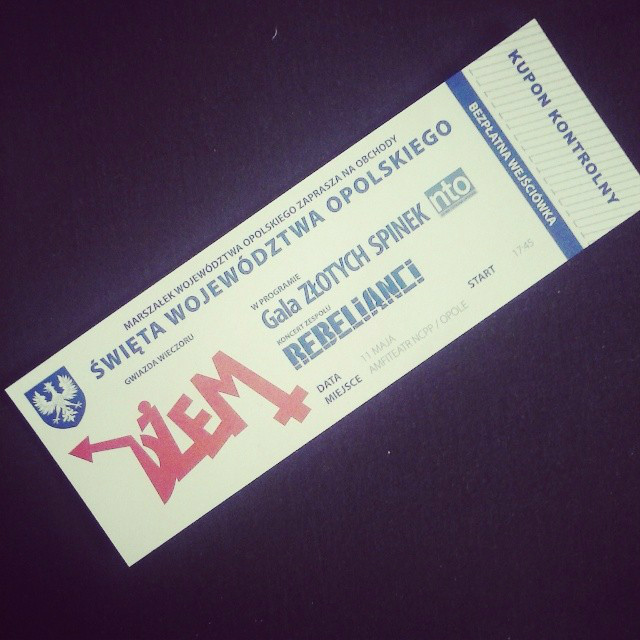 MARSZAŁEK WOJEWÓDZTWA OPOLSKIEGO ZAPRASZA NA OBCHODY
ŚWIĘTA WOJEWÓDZTWA OPOLSKIEGO
GWIAZDA WIECZORU
DŻEM
W PROGRAMIE
Gala ZŁOTYCH SPINEK nto
KONCERT ZESPOŁU
REBELIANCI
DATA 11 MAJA
MIEJSCE AMFITEATR NCPP / OPOLE
START 17:45
BEZPŁATNA WEJŚCIÓWKA
KUPON KONTROLNY